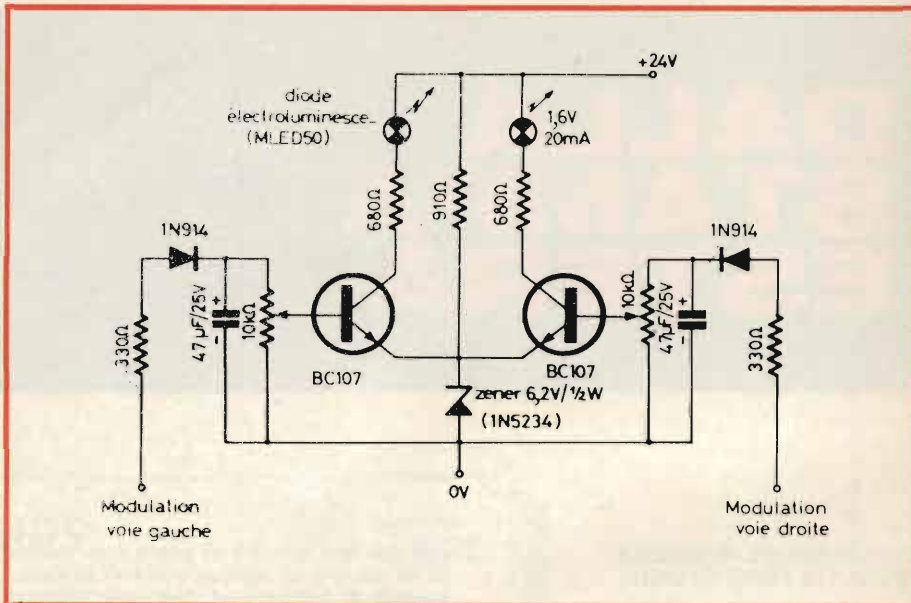 +24V
diode
électroluminesce_
(MLED50)
1,6V
20mA
680Ω
910Ω
680Ω
1N914
1N914
330Ω
47µF/25V
+
-
10kΩ
10kΩ
+
-
47µF/25V
330Ω
BC107
BC107
zener 6,2V/½W
(1N5234)
0V
Modulation
voie gauche
Modulation
voie droite